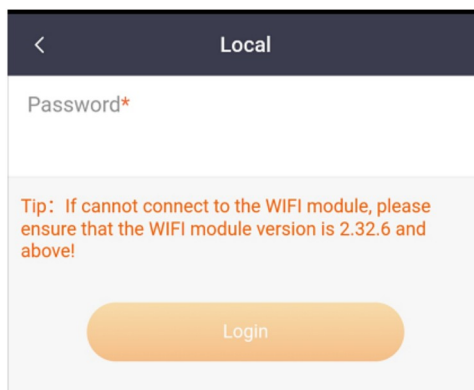 Local
Password*
Tip：If cannot connect to the WIFI module, please
ensure that the WIFI module version is 2.32.6 and
above!
Login